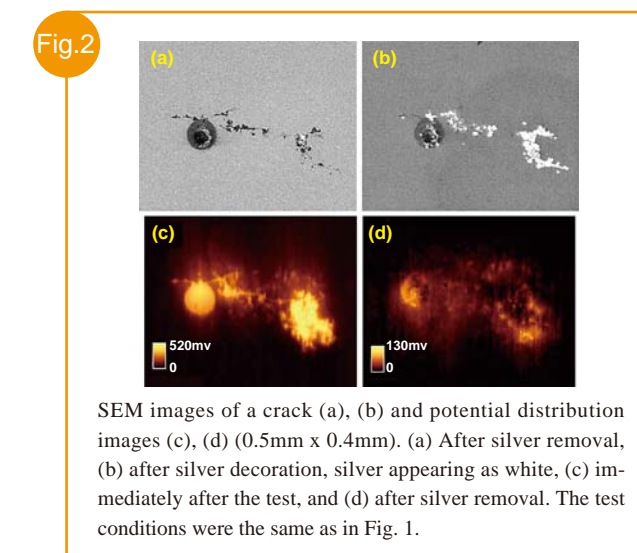 Fig.2
(a)
(b)
(c)
(d)
520mv
0
130mv
0
SEM images of a crack (a), (b) and potential distribution
images (c), (d) (0.5mm x 0.4mm). (a) After silver removal,
(b) after silver decoration, silver appearing as white, (c) im-
mediately after the test, and (d) after silver removal. The test
conditions were the same as in Fig. 1.